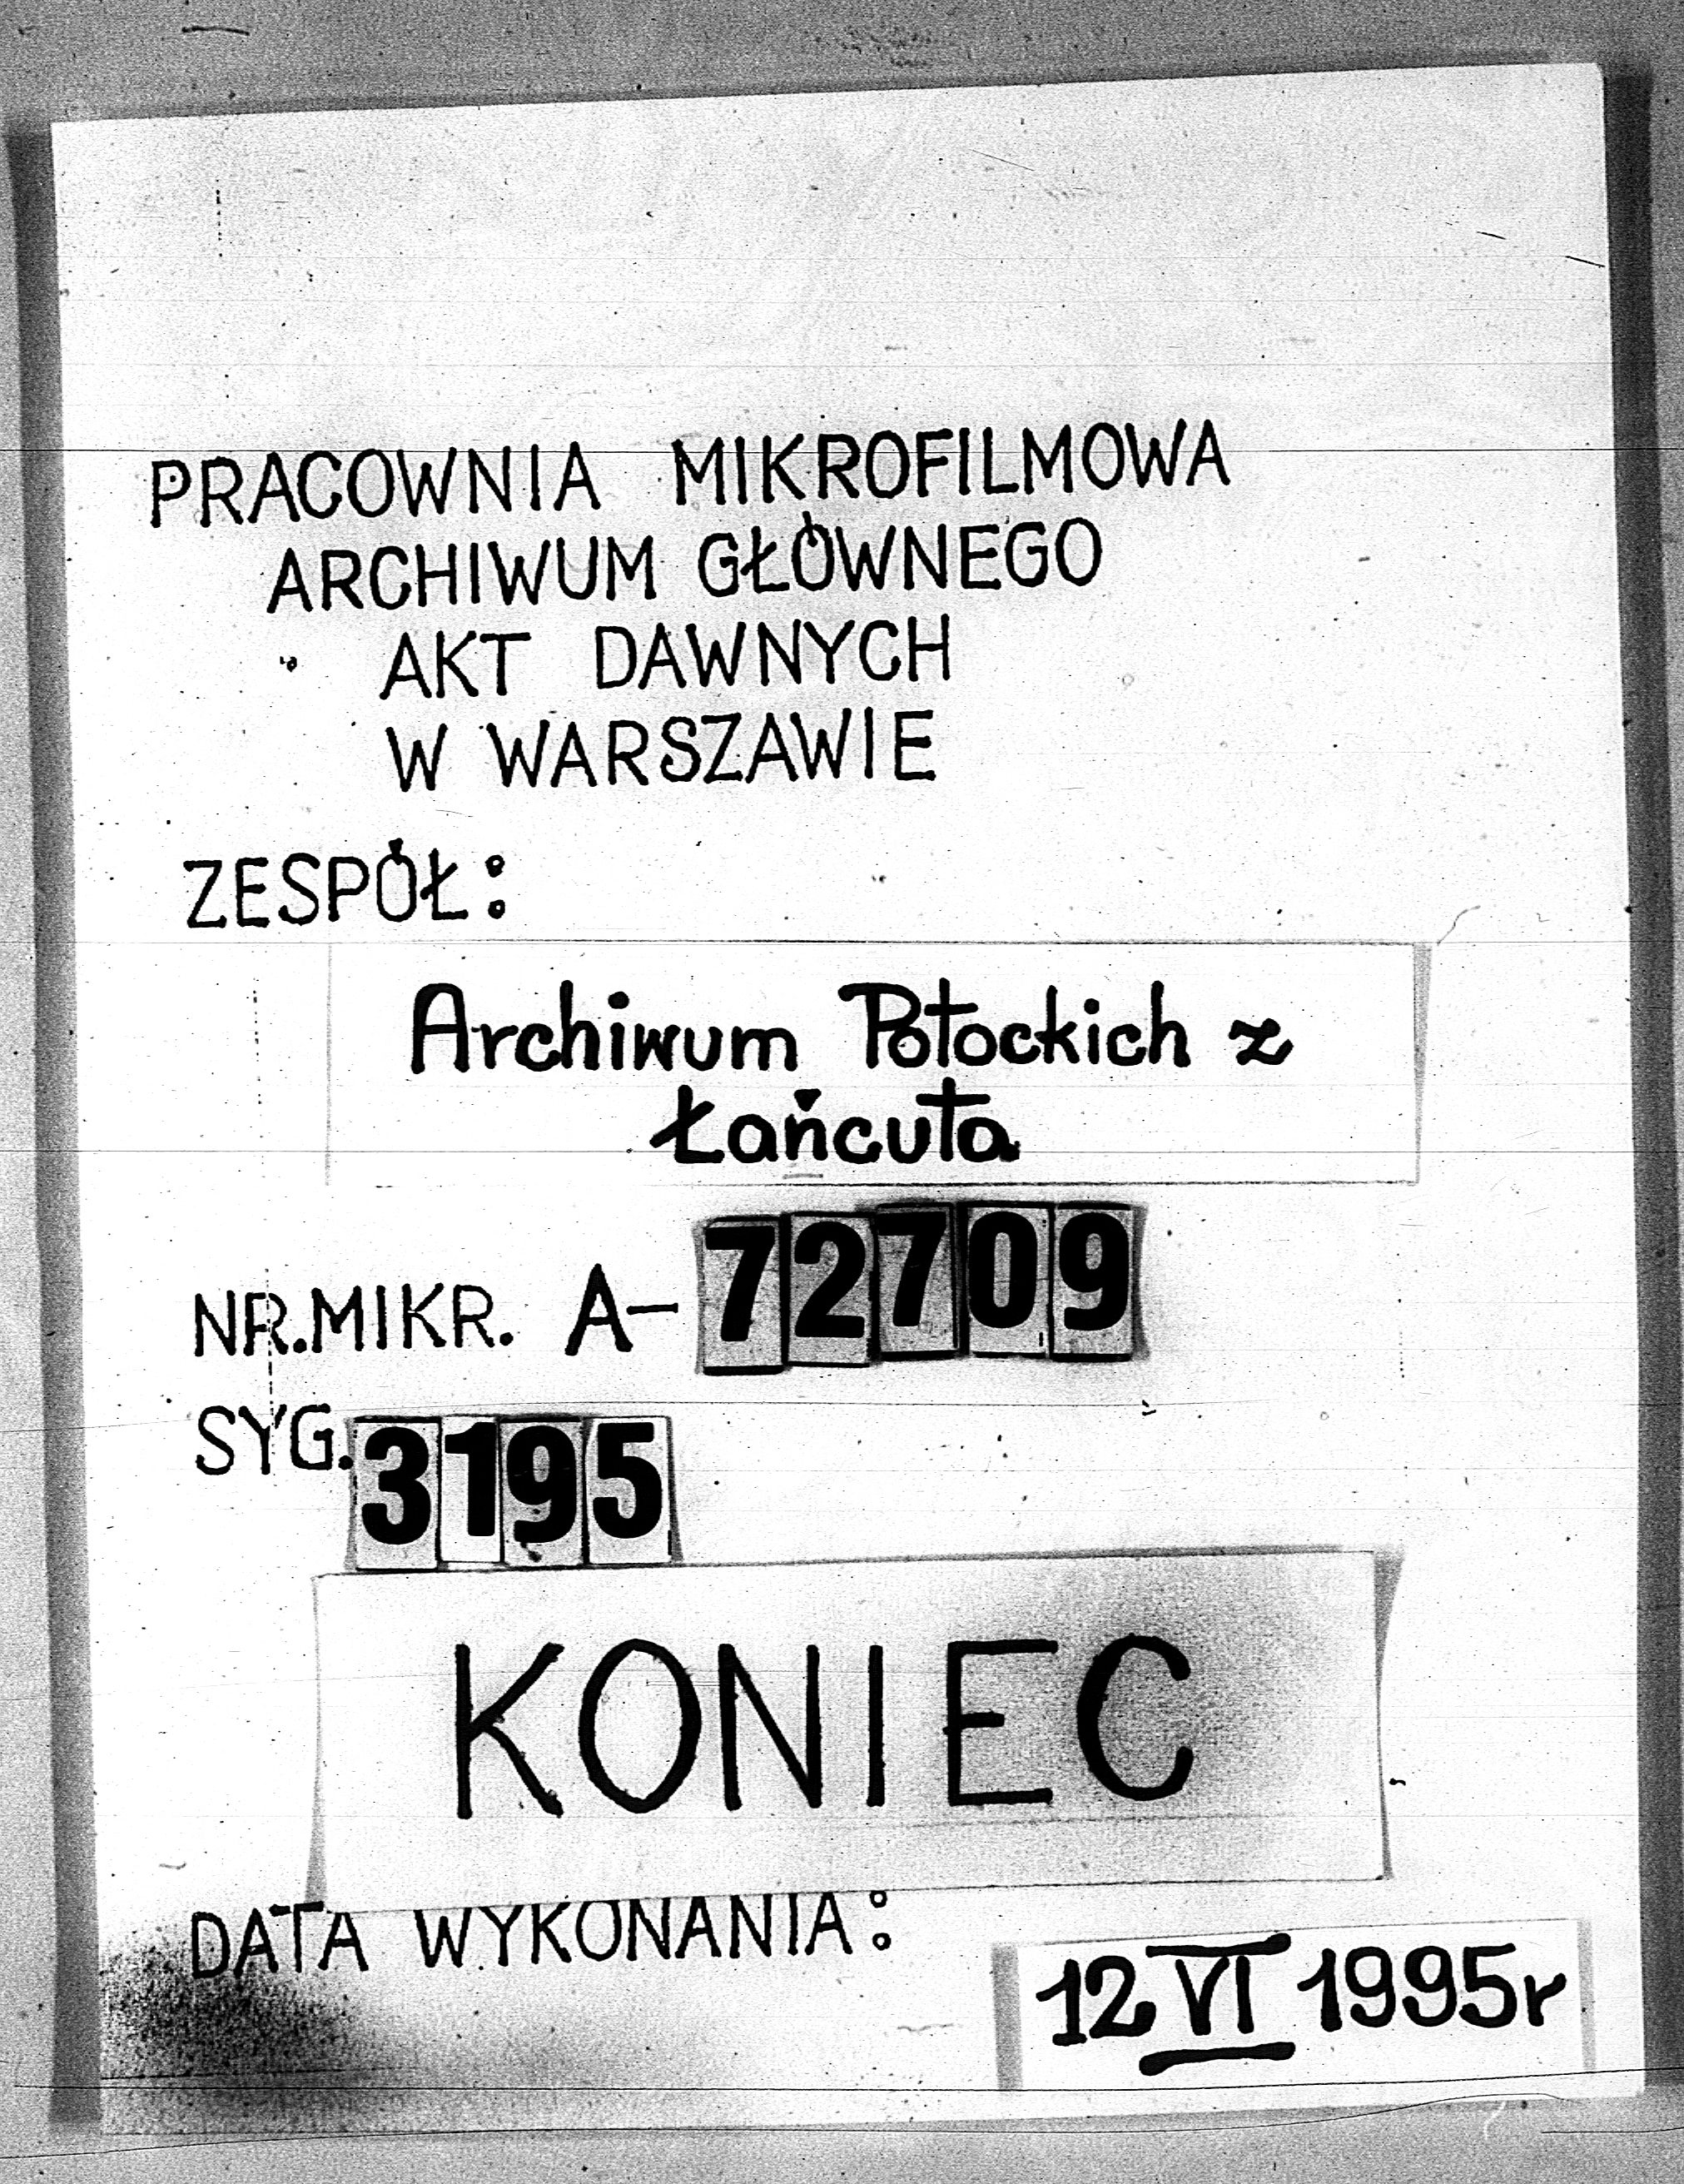 PRACOWNIA MIKROFILMOWA
ARCHIWUM GŁÓWNEGO
AKT DAWNYCH
W WARSZAWIE
ZESPÓŁ:
Archiwum Potockich z
Łańcuta
NR.MIKR. A-72709
SYG. 3195
KONIEC
DATA WYKONANIA:
12 VI 1995r